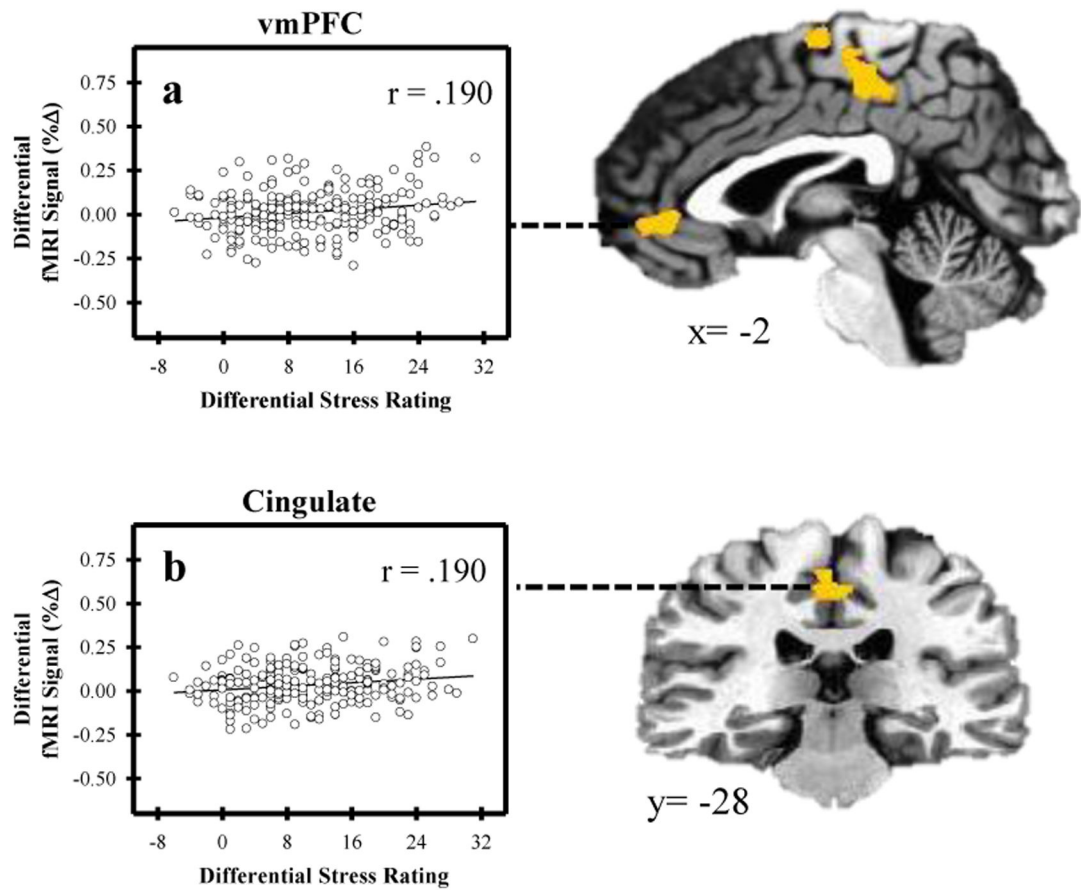 vmPFC
a
r = .190
Differential
fMRI Signal (%Δ)
0.75
0.50
0.25
0.00
-0.25
-0.50
-8 0 8 16 24 32
Differential Stress Rating
x= -2
Cingulate
b
r = .190
Differential
fMRI Signal (%Δ)
0.75
0.50
0.25
0.00
-0.25
-0.50
-8 0 8 16 24 32
Differential Stress Rating
y= -28